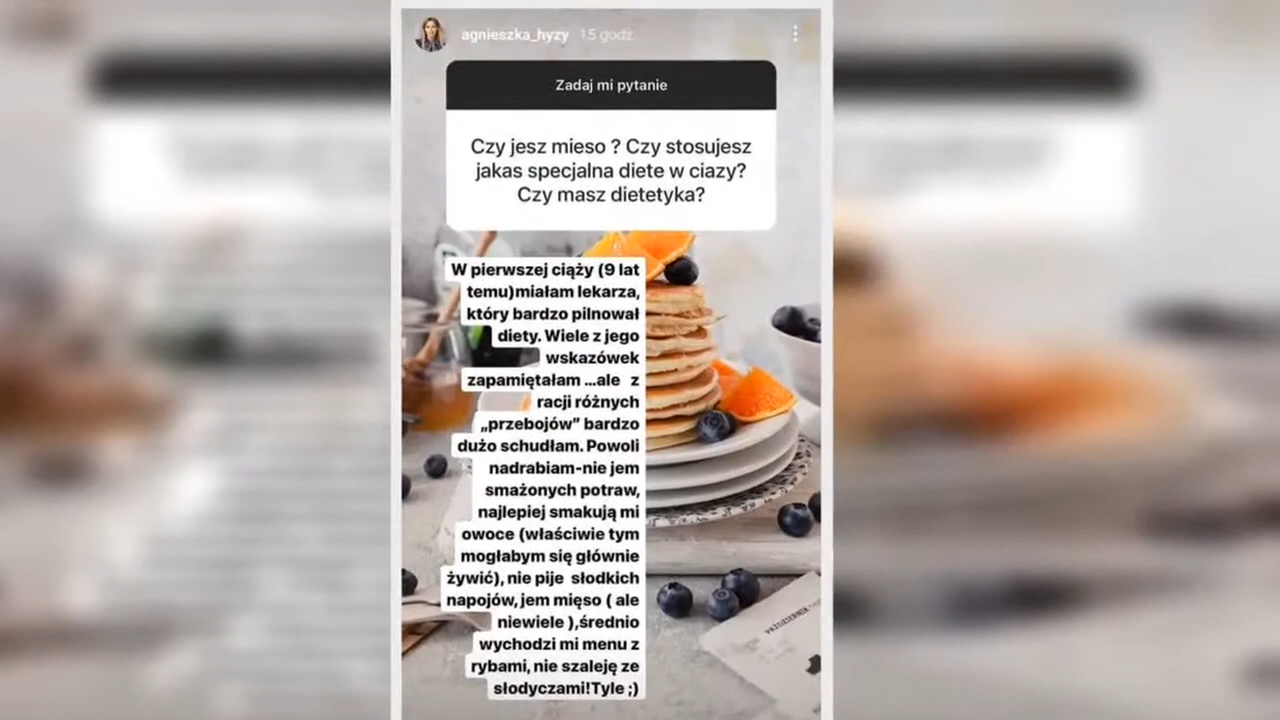 agnieszka_hyzy 15 godz.
Zadaj mi pytanie
Czy jesz mieso ? Czy stosujesz
jakas specjalna diete w ciazy?
Czy masz dietetyka?
W pierwszej ciąży (9 lat
temu)miałam lekarza,
który bardzo pilnował
diety. Wiele z jego
wskazówek
zapamiętałam ...ale z
racji różnych
„przebojów” bardzo
dużo schudłam. Powoli
nadrabiam-nie jem
smażonych potraw,
najlepiej smakują mi
owoce (właściwie tym
mogłabym się głównie
żywić), nie pije słodkich
napojów, jem mięso ( ale
niewiele ),średnio
wychodzi mi menu z
rybami, nie szaleję ze
słodyczami!Tyle ;)
PAŹDZIERNIK